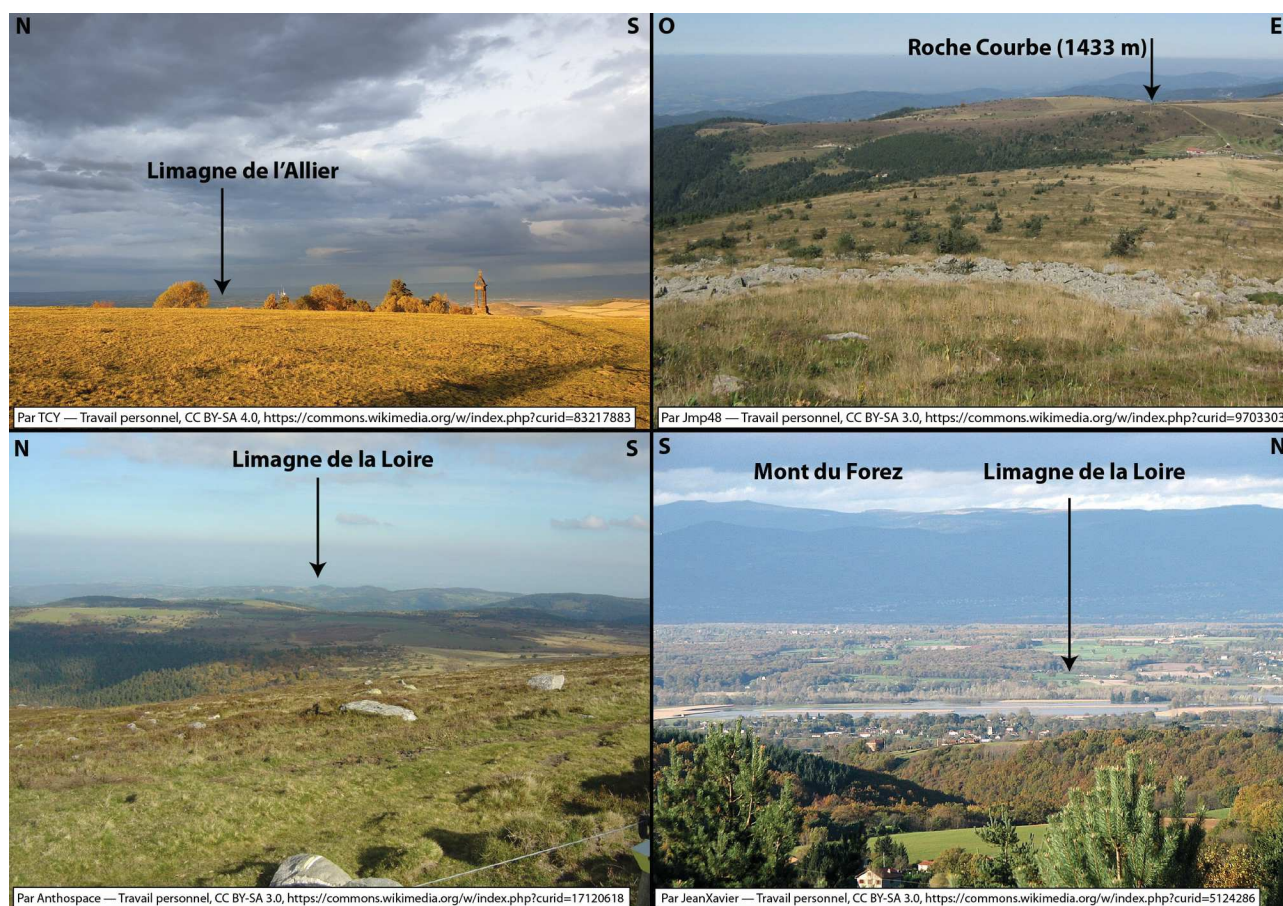 N
S
Limagne de l'Allier
Par TCY — Travail personnel, CC BY-SA 4.0, https://commons.wikimedia.org/w/index.php?curid=83217883
O
E
Roche Courbe (1433 m)
Par Jmp48 — Travail personnel, CC BY-SA 3.0, https://commons.wikimedia.org/w/index.php?curid=9703303
N
S
Limagne de la Loire
Par Anthospace — Travail personnel, CC BY-SA 3.0, https://commons.wikimedia.org/w/index.php?curid=17120618
S
N
Mont du Forez
Limagne de la Loire
Par JeanXavier — Travail personnel, CC BY-SA 3.0, https://commons.wikimedia.org/w/index.php?curid=5124286